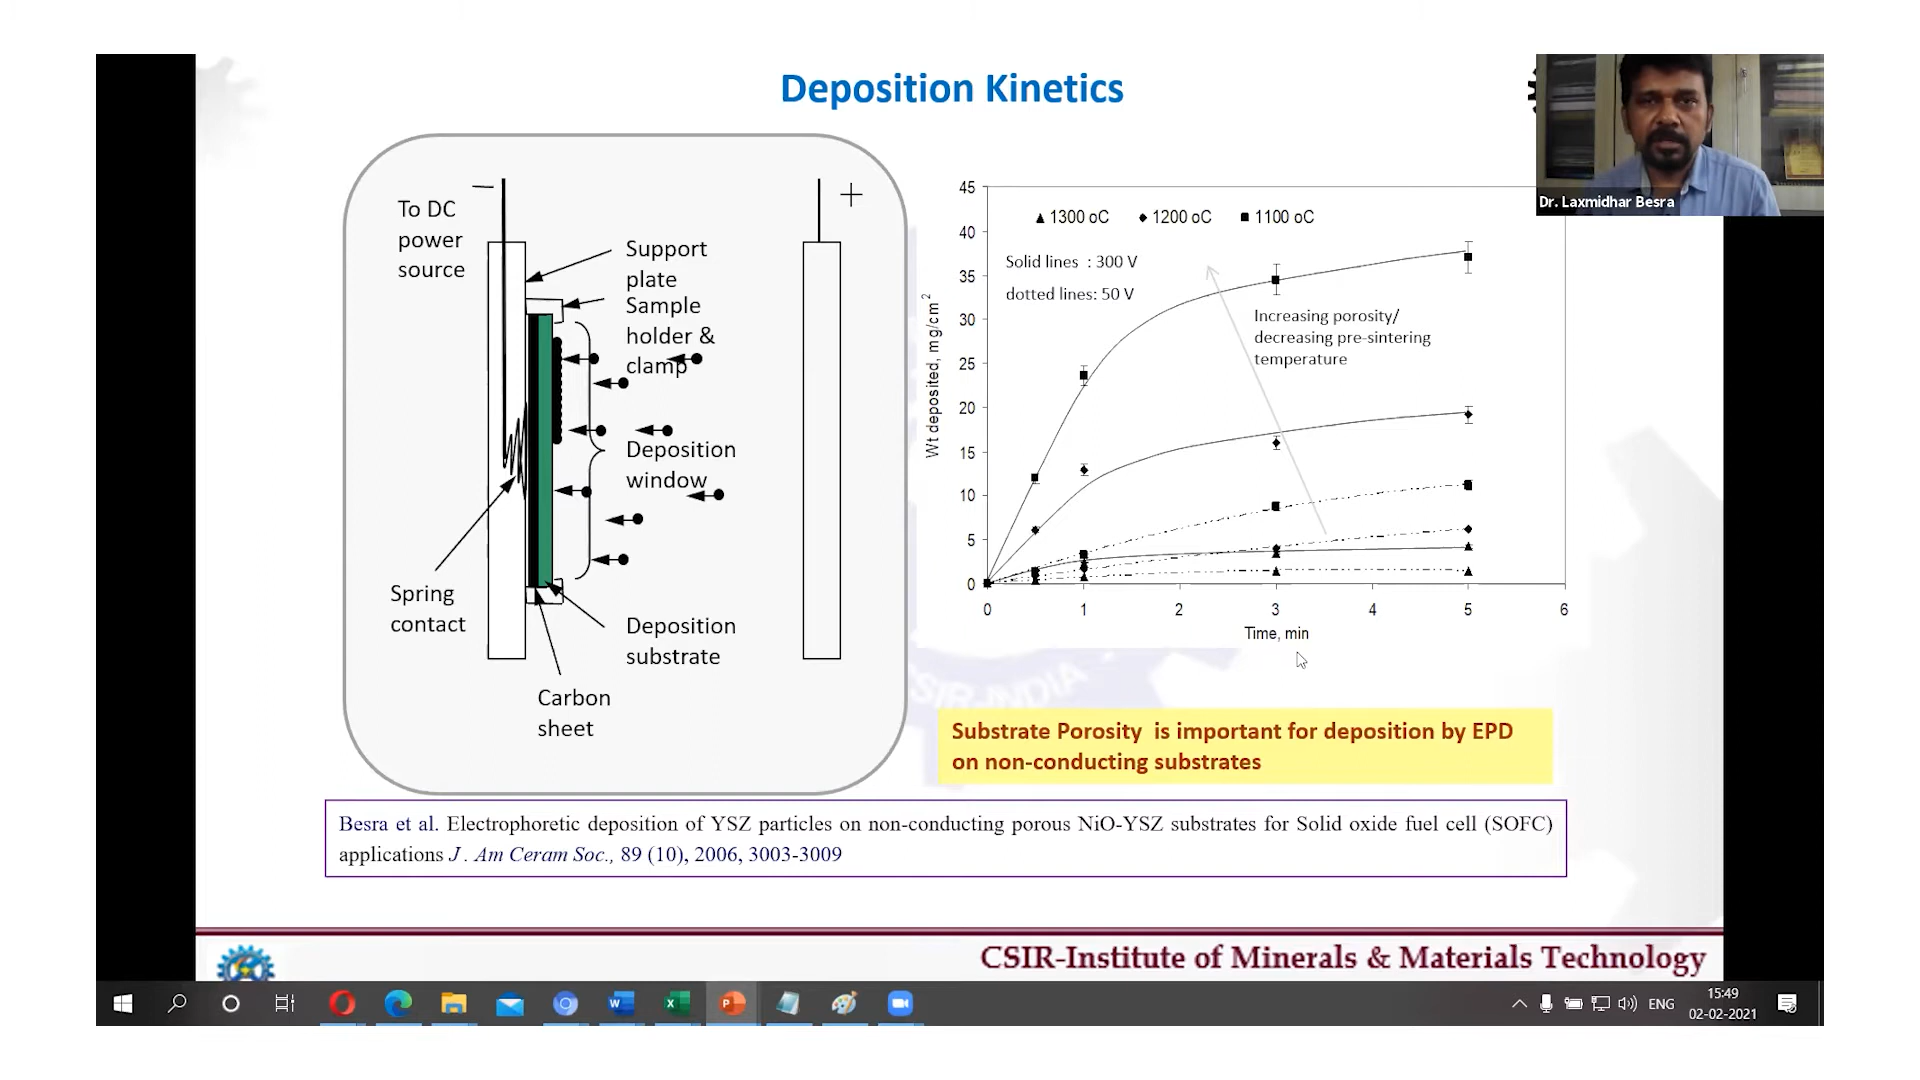 Deposition Kinetics
Dr. Laxmidhar Besra
To DC
power
source
−
+
Support
plate
Sample
holder &
clamp
Deposition
window
Spring
contact
Deposition
substrate
Carbon
sheet
45
40
35
30
25
20
15
10
5
0
Wt deposited, mg/cm2
1300 oC 1200 oC 1100 oC
Solid lines : 300 V
dotted lines: 50 V
Increasing porosity/
decreasing pre-sintering
temperature
0 1 2 3 4 5 6
Time, min
CSIR-INDIA
Substrate Porosity is important for deposition by EPD
on non-conducting substrates
Besra et al. Electrophoretic deposition of YSZ particles on non-conducting porous NiO-YSZ substrates for Solid oxide fuel cell (SOFC)
applications J . Am Ceram Soc., 89 (10), 2006, 3003-3009
CSIR-Institute of Minerals & Materials Technology
ENG
15:49
02-02-2021